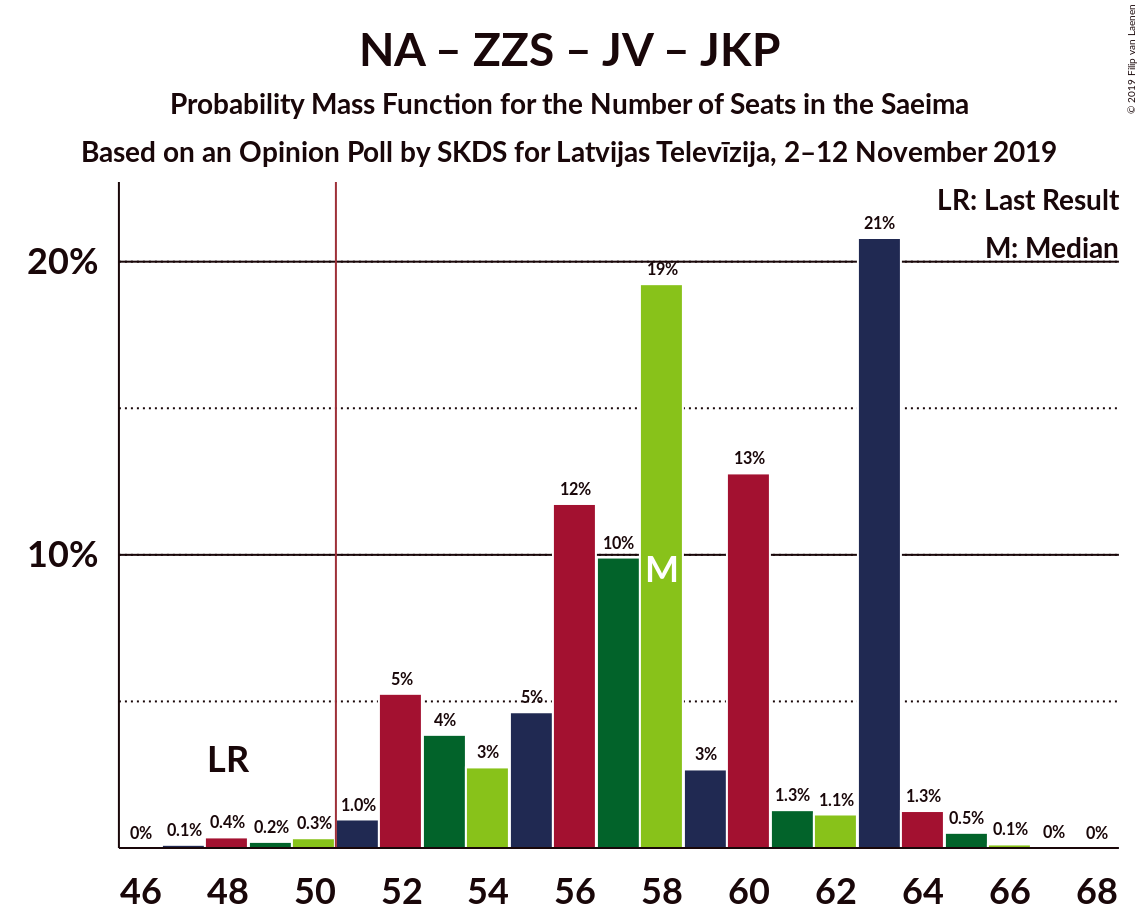 NA – ZZS – JV – JKP
Probability Mass Function for the Number of Seats in the Saeima
Based on an Opinion Poll by SKDS for Latvijas Televīzija, 2–12 November 2019
© 2019 Filip van Laenen
LR: Last Result
M: Median
20%
10%
LR
M
0%
0.1%
0.4%
0.2%
0.3%
1.0%
5%
4%
3%
5%
12%
10%
19%
3%
13%
1.3%
1.1%
21%
1.3%
0.5%
0.1%
0%
0%
46 48 50 52 54 56 58 60 62 64 66 68